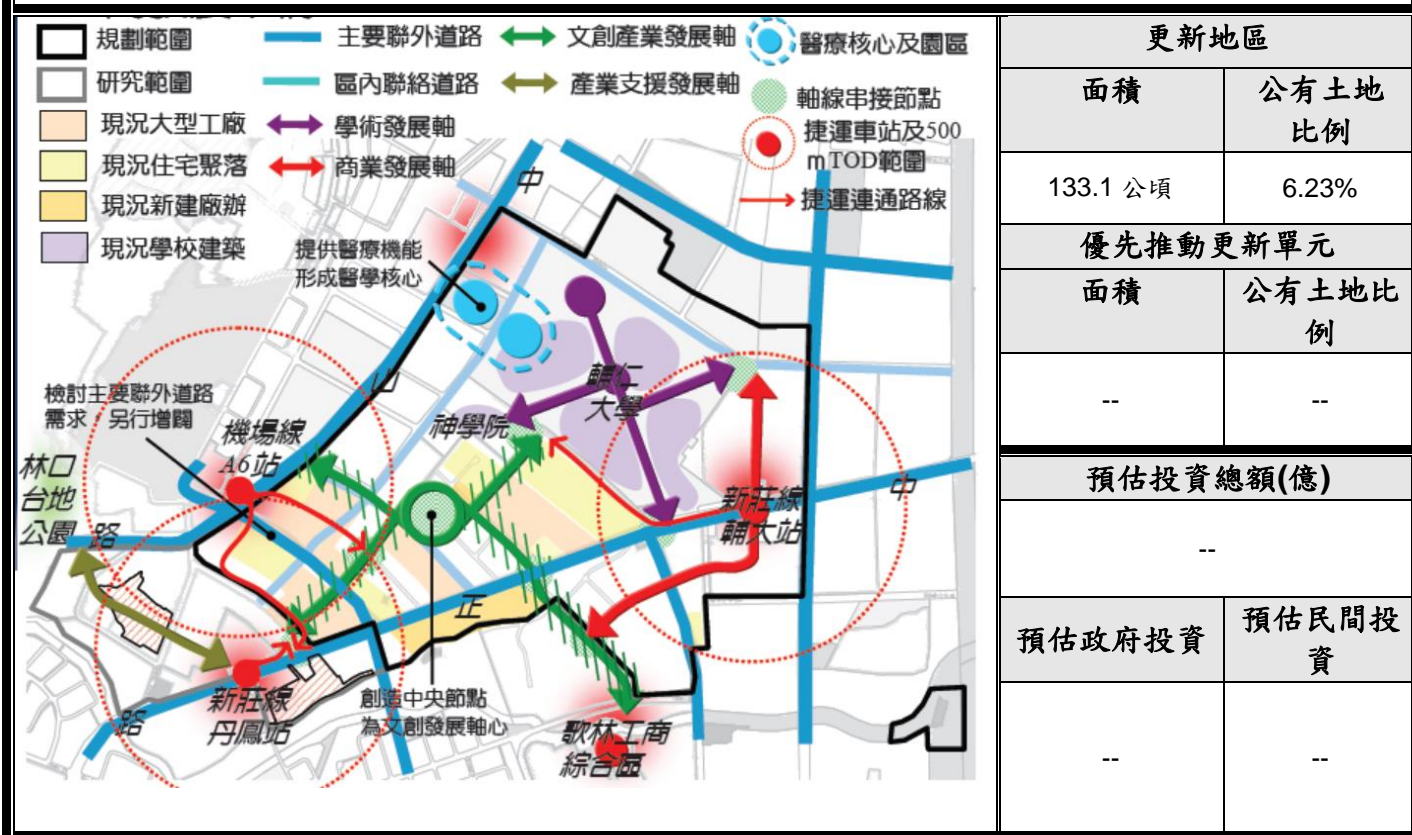 規劃範圍
主要聯外道路
文創產業發展軸
醫療核心及園區
研究範圍
區內聯絡道路
產業支援發展軸
軸線串接節點
現況大型工廠
學術發展軸
捷運車站及500
mTOD範圍
現況住宅聚落
商業發展軸
捷運連通路線
現況新建廠辦
現況學校建築
中
提供醫療機能
形成醫學核心
山
輔仁
大學
檢討主要聯外道路
需求，另行增闢
機場線
A6站
神學院
林口
台地
公園
路
新莊線
輔大站
中
正
新莊線
丹鳳站
路
創造中央節點
為文創發展軸心
歌林工商
綜合區
更新地區
面積
公有土地
比例
133.1 公頃
6.23%
優先推動更新單元
面積
公有土地比
例
--
--
預估投資總額(億)
--
預估政府投資
預估民間投
資
--
--